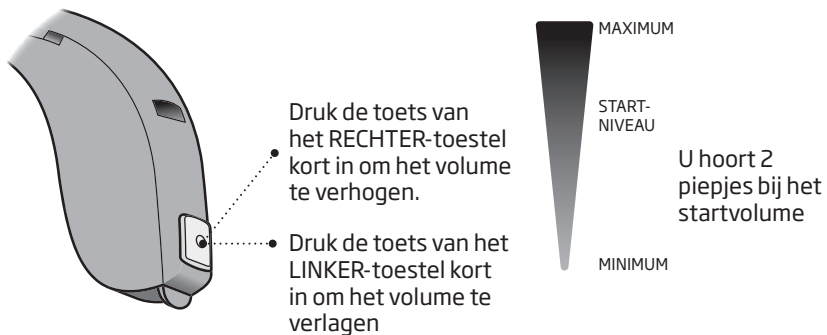 Druk de toets van
het RECHTER-toestel
kort in om het volume
te verhogen.
Druk de toets van het
LINKER-toestel kort
in om het volume te
verlagen
MAXIMUM
START-
NIVEAU
MINIMUM
U hoort 2
piepjes bij het
startvolume